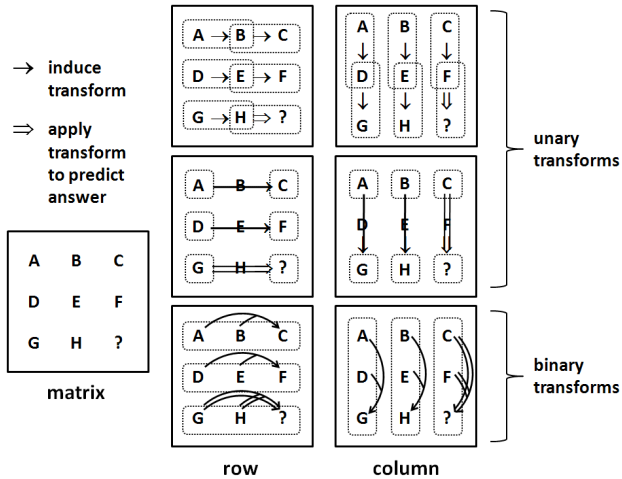 → induce
transform
⇒ apply
transform
to predict
answer
A B C
D E F
G H ?
matrix
A → B → C
D → E → F
G → H ⇒ ?
A B C
D E F
G H ?
A B C
D E F
G H ?
A B C
D E F
G H ?
unary
transforms
A B C
D E F
G H ?
A B C
D E F
G H ?
binary
transforms
row
column